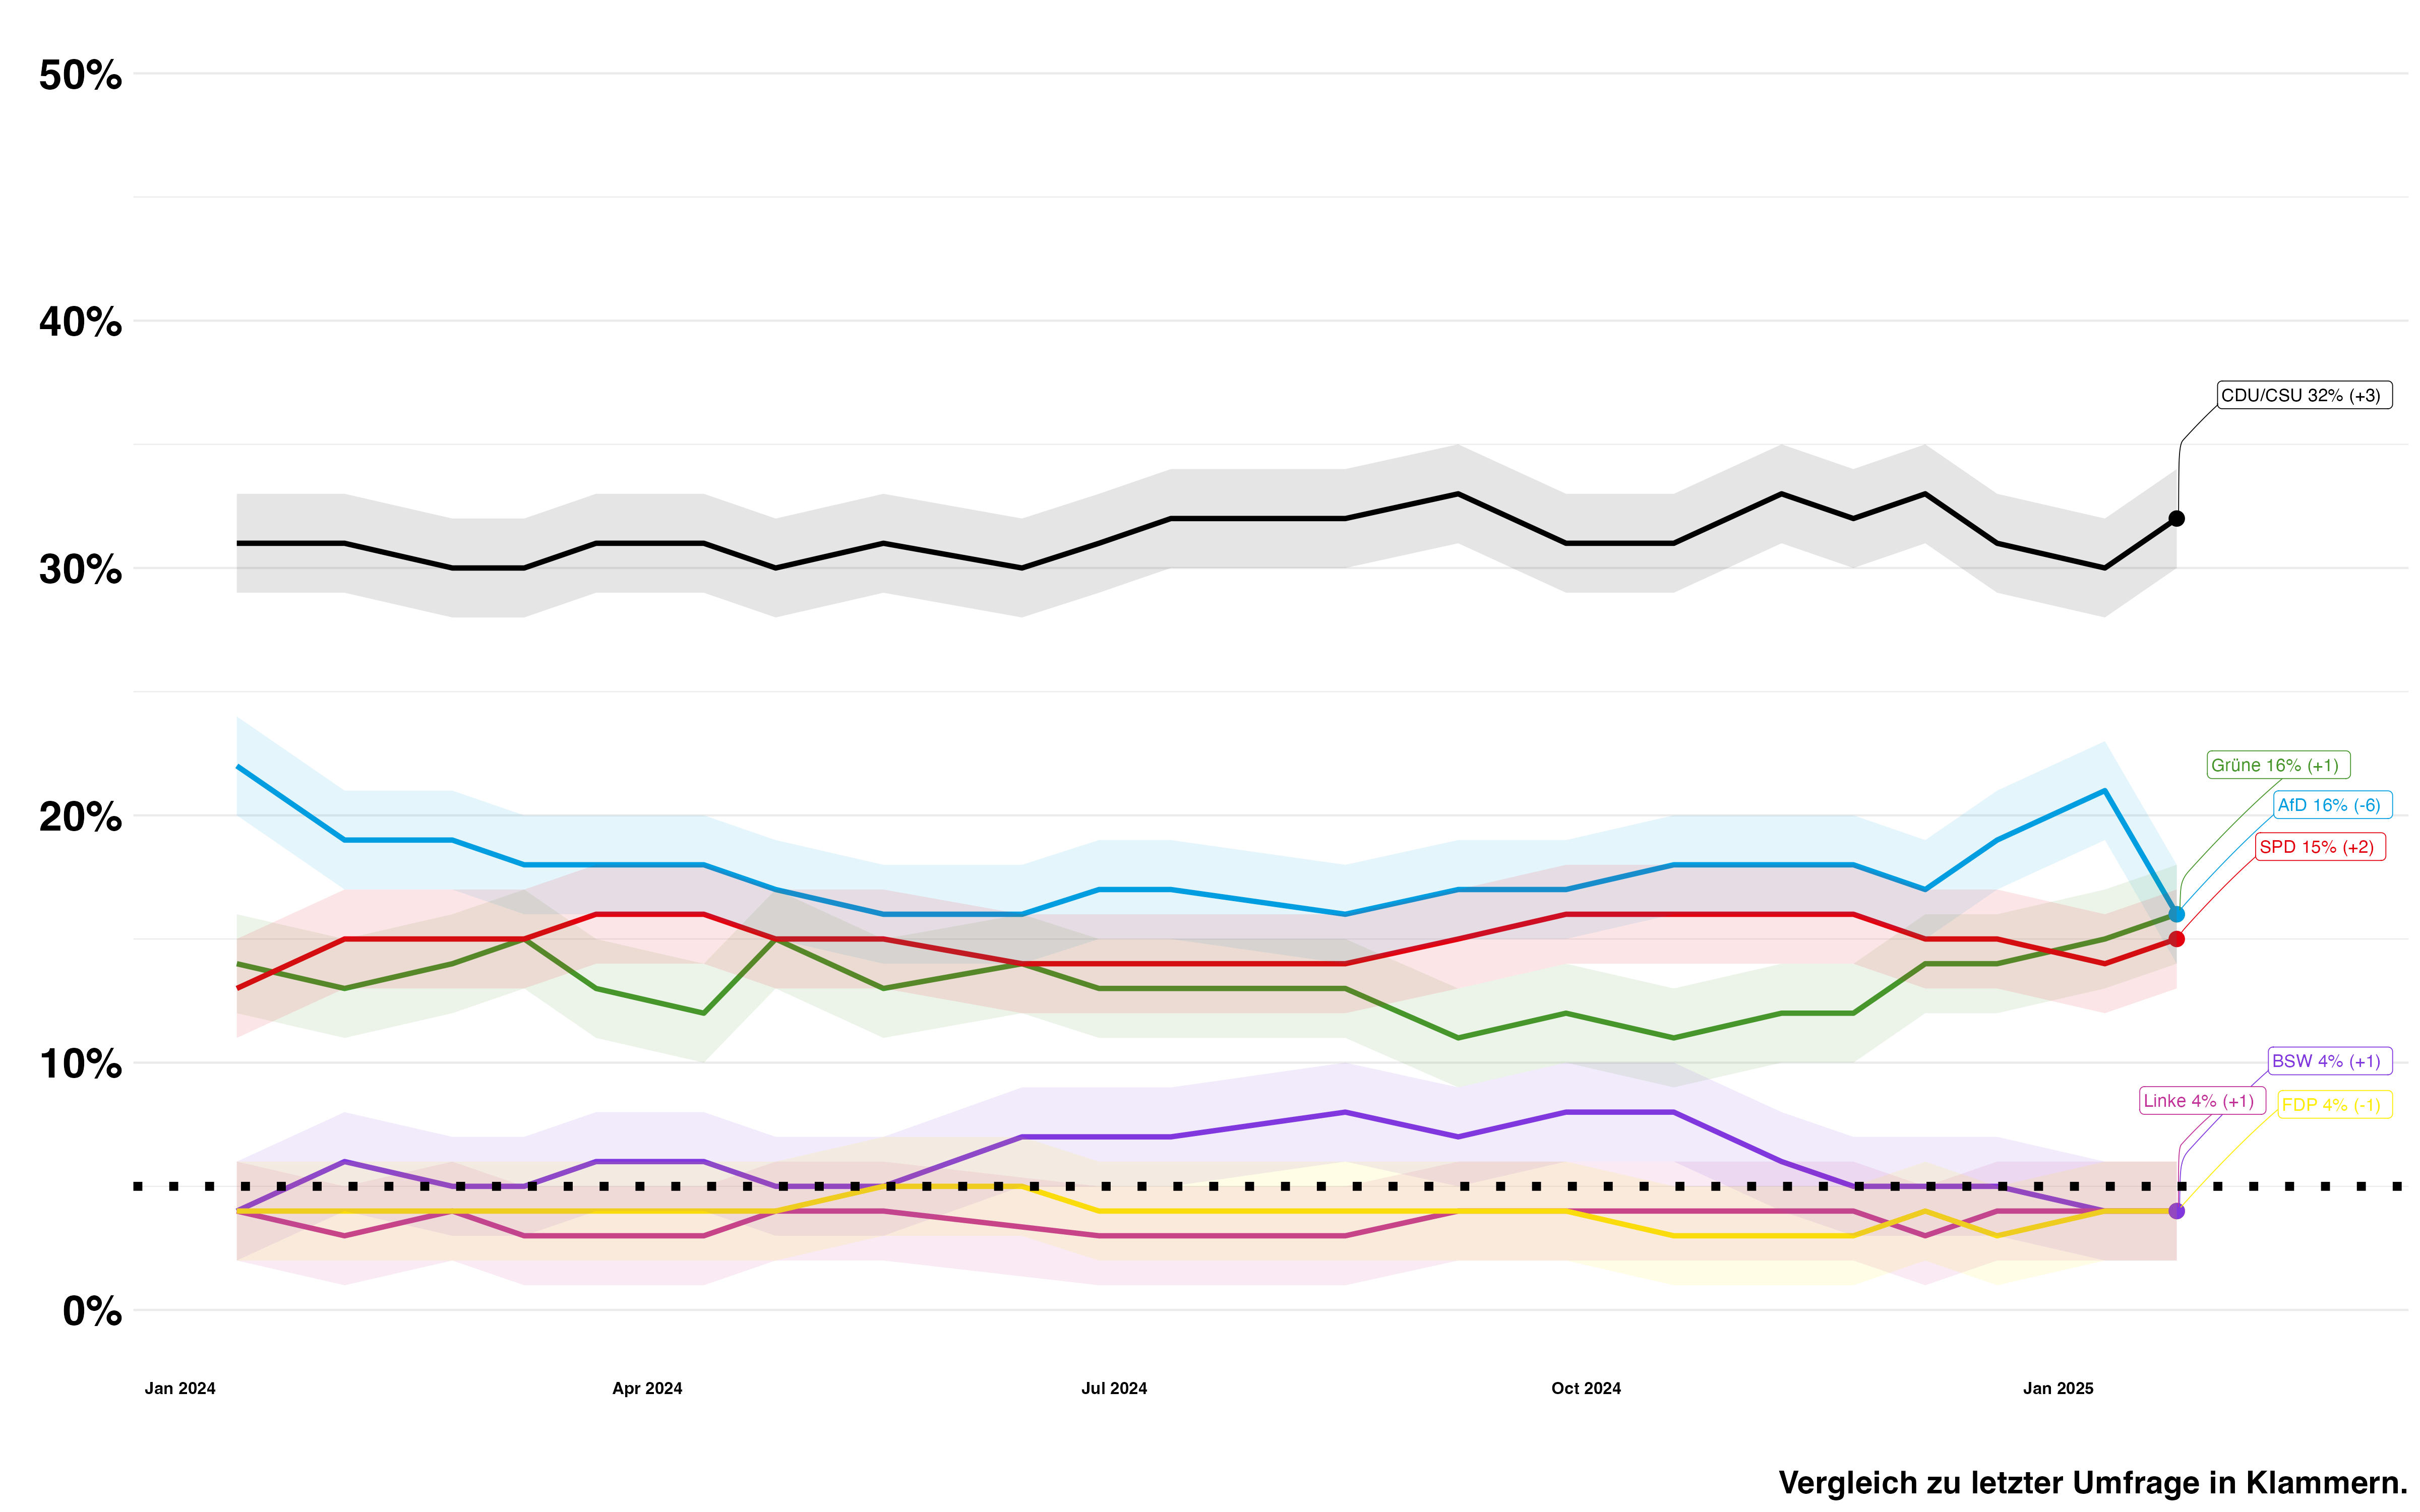 50%
40%
CDU/CSU 32% (+3)
30%
Grüne 16% (+1)
AfD 16% (-6)
20%
SPD 15% (+2)
10%
BSW 4% (+1)
Linke 4% (+1)
FDP 4% (-1)
0%
Jan 2024 Apr 2024 Jul 2024 Oct 2024 Jan 2025
Vergleich zu letzter Umfrage in Klammern.